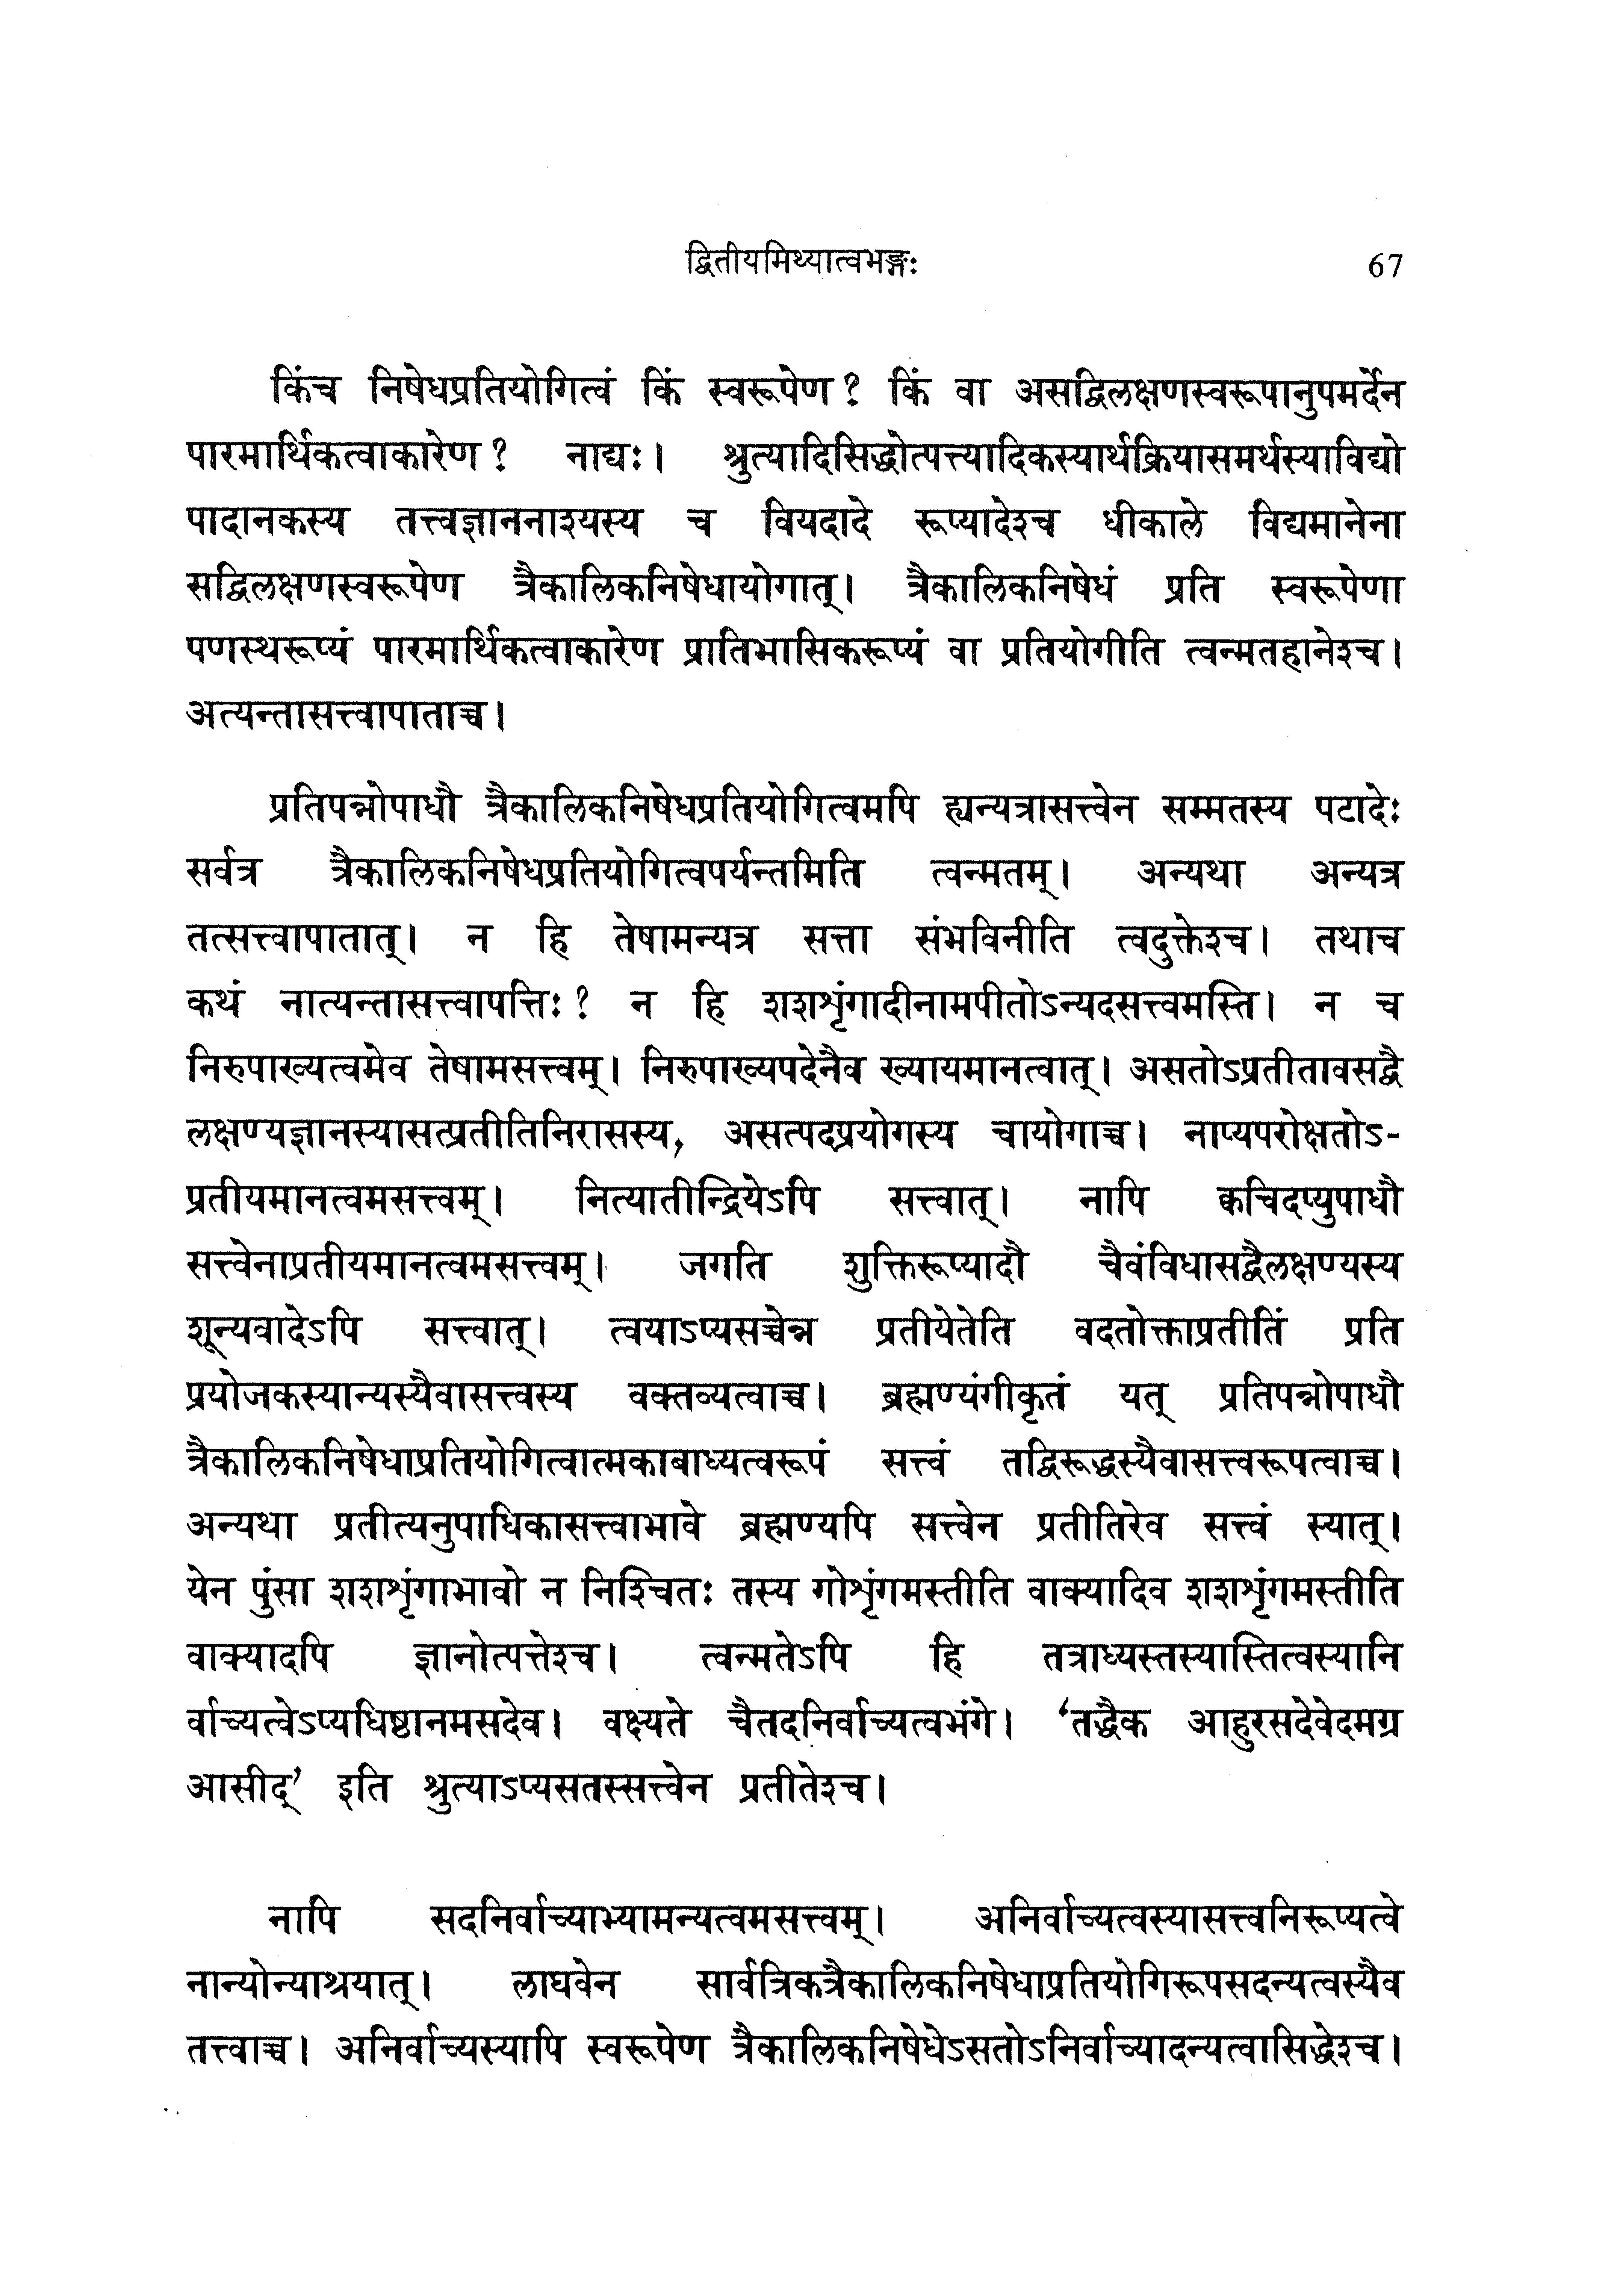 द्वितीयमिथ्यात्वभङ्गः 67
किंच निषेधप्रतियोगित्वं किं स्वरूपेण? किं वा असद्विलक्षणस्वरूपानुपमर्देन
पारमार्थिकत्वाकारेण? नाद्यः। श्रुत्यादिसिद्धोत्पत्त्यादिकस्यार्थक्रियासमर्थस्याविद्यो
पादानकस्य तत्त्वज्ञाननाश्यस्य च वियदादे रूप्यादेश्च धीकाले विद्यमानेना
सद्विलक्षणस्वरूपेण त्रैकालिकनिषेधायोगात्। त्रैकालिकनिषेधं प्रति स्वरूपेणा
पणस्थरूप्यं पारमार्थिकत्वाकारेण प्रातिभासिकरूप्यं वा प्रतियोगीति त्वन्मतहानेश्च।
अत्यन्तासत्त्वापाताच्च।
प्रतिपन्नोपाधौ त्रैकालिकनिषेधप्रतियोगित्वमपि ह्यन्यत्रासत्त्वेन सम्मतस्य पटादेः
सर्वत्र त्रैकालिकनिषेधप्रतियोगित्वपर्यन्तमिति त्वन्मतम्। अन्यथा अन्यत्र
तत्सत्त्वापातात्। न हि तेषामन्यत्र सत्ता संभविनीति त्वदुक्तेश्च। तथाच
कथं नात्यन्तासत्त्वापत्तिः? न हि शशशृंगादीनामपीतोऽन्यदसत्त्वमस्ति। न च
निरुपाख्यत्वमेव तेषामसत्त्वम्। निरुपाख्यपदेनैव ख्यायमानत्वात्। असतोऽप्रतीतावसद्वै
लक्षण्यज्ञानस्यासत्प्रतीतिनिरासस्य, असत्पदप्रयोगस्य चायोगाच्च। नाप्यपरोक्षतोऽ-
प्रतीयमानत्वमसत्त्वम्। नित्यातीन्द्रियेऽपि सत्त्वात्। नापि क्वचिदप्युपाधौ
सत्त्वेनाप्रतीयमानत्वमसत्त्वम्। जगति शुक्तिरूप्यादौ चैवंविधासद्वैलक्षण्यस्य
शून्यवादेऽपि सत्त्वात्। त्वयाऽप्यसच्चेन्न प्रतीयेतेति वदतोक्ताप्रतीतिं प्रति
प्रयोजकस्यान्यस्यैवासत्त्वस्य वक्तव्यत्वाच्च। ब्रह्मण्यंगीकृतं यत् प्रतिपन्नोपाधौ
त्रैकालिकनिषेधाप्रतियोगित्वात्मकाबाध्यत्वरूपं सत्त्वं तद्विरूद्धस्यैवासत्त्वरूपत्वाच्च।
अन्यथा प्रतीत्यनुपाधिकासत्त्वाभावे ब्रह्मण्यपि सत्त्वेन प्रतीतिरेव सत्त्वं स्यात्।
येन पुंसा शशशृंगाभावो न निश्चितः तस्य गोशृंगमस्तीति वाक्यादिव शशशृंगमस्तीति
वाक्यादपि ज्ञानोत्पत्तेश्च। त्वन्मतेऽपि हि तत्राध्यस्तस्यास्तित्वस्यानि
र्वाच्यत्वेऽप्यधिष्ठानमसदेव। वक्ष्यते चैतदनिर्वाच्यत्वभंगे। ‘तद्धैक आहुरसदेवेदमग्र
आसीद्’ इति श्रुत्याऽप्यसतस्सत्त्वेन प्रतीतेश्च।
नापि सदनिर्वाच्याभ्यामन्यत्वमसत्त्वम्। अनिर्वाच्यत्वस्यासत्त्वनिरूप्यत्वे
नान्योन्याश्रयात्। लाघवेन सार्वत्रिकत्रैकालिकनिषेधाप्रतियोगिरूपसदन्यत्वस्यैव
तत्त्वाच्च। अनिर्वाच्यस्यापि स्वरूपेण त्रैकालिकनिषेधेऽसतोऽनिर्वाच्यादन्यत्वासिद्धेश्च।